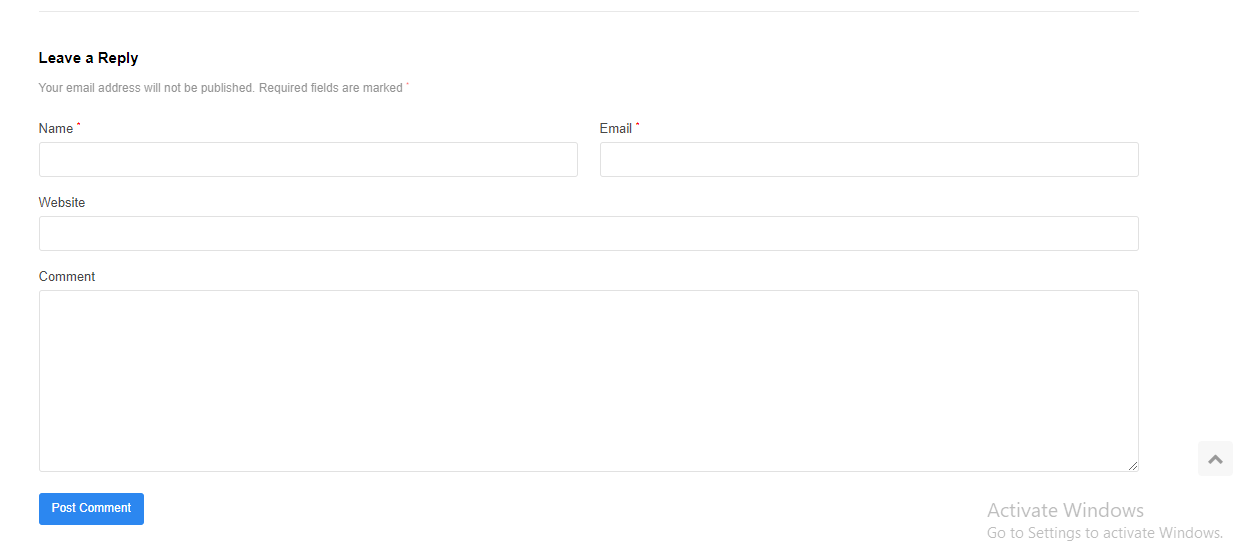 Leave a Reply
Your email address will not be published. Required fields are marked *
Name * Email *
Website
Comment
Post Comment
Activate Windows
Go to Settings to activate Windows.